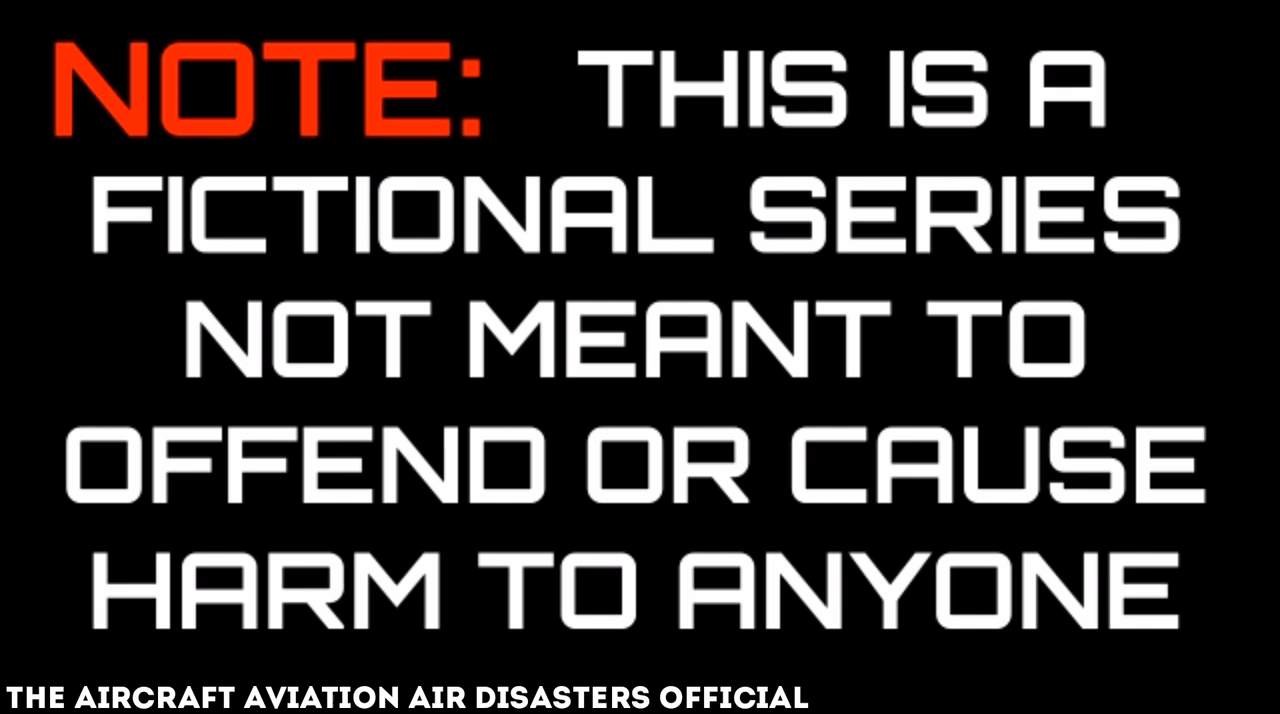 NOTE: THIS IS A
FICTIONAL SERIES
NOT MEANT TO
OFFEND OR CAUSE
HARM TO ANYONE
THE AIRCRAFT AVIATION AIR DISASTERS OFFICIAL